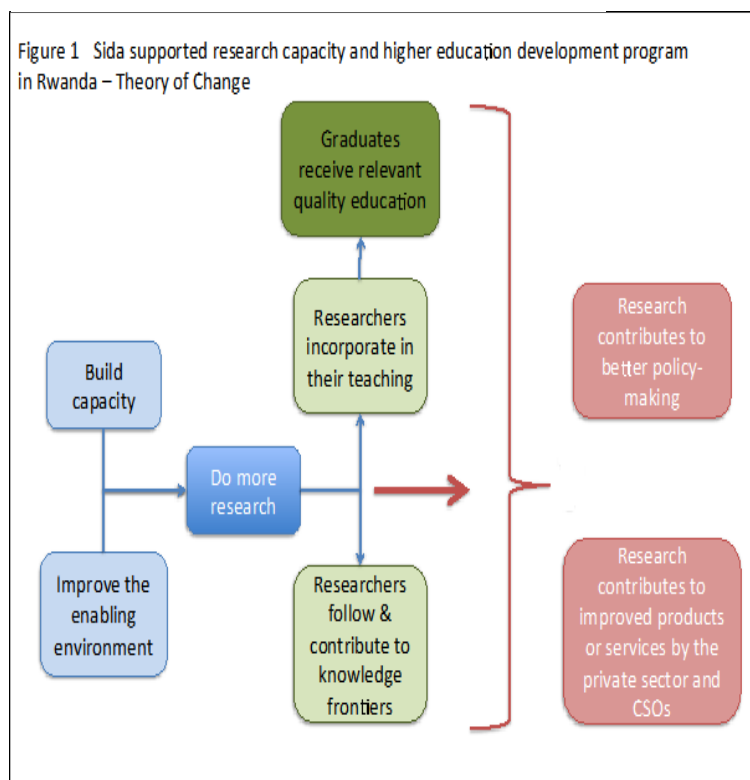 Figure 1 Sida supported research capacity and higher education development program
in Rwanda – Theory of Change
Graduates
receive relevant
quality education
Researchers
incorporate in
their teaching
Build
capacity
Do more
research
Improve the
enabling
environment
Researchers
follow &
contribute to
knowledge
frontiers
Research
contributes to
better policy-
making
Research
contributes to
improved products
or services by the
private sector and
CSOs